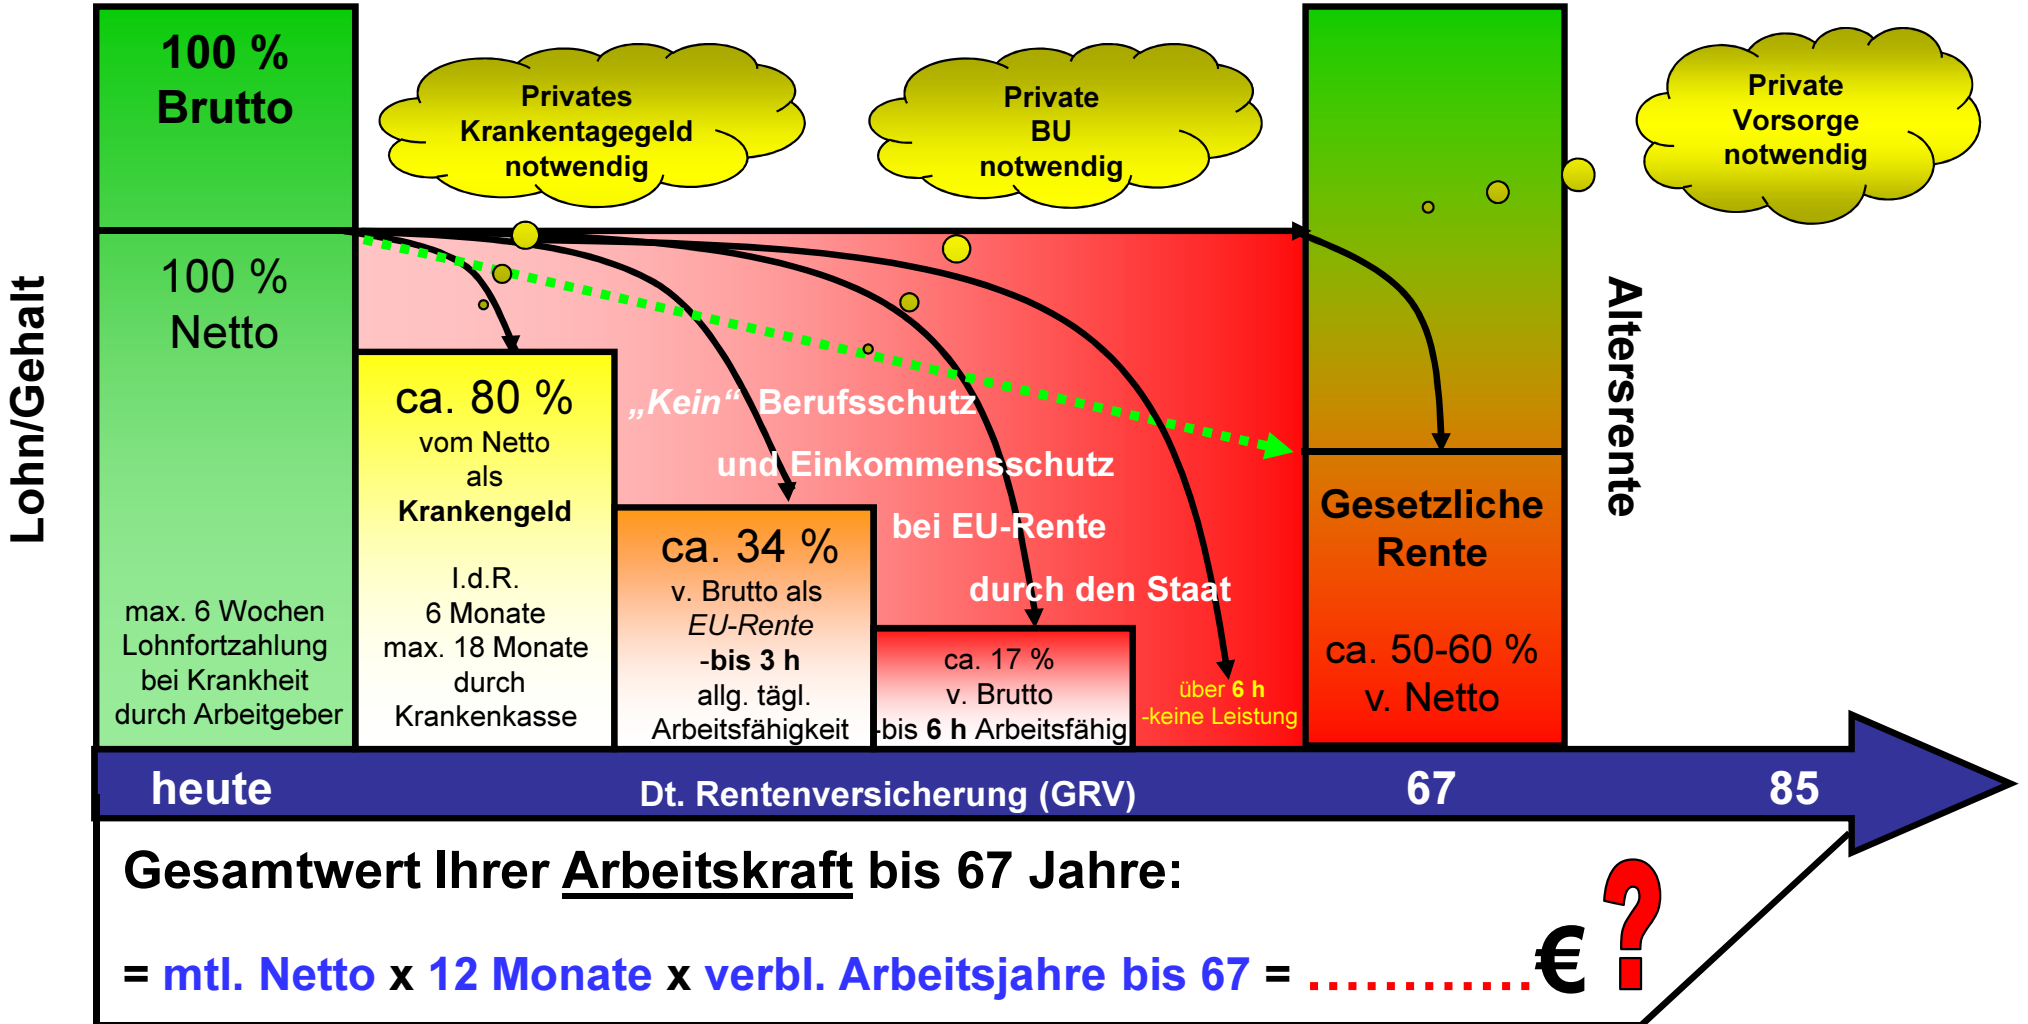 100 %
Brutto
100 %
Netto
max. 6 Wochen
Lohnfortzahlung
bei Krankheit
durch Arbeitgeber
Lohn/Gehalt
Privates
Krankentagegeld
notwendig
Private
BU
notwendig
Private
Vorsorge
notwendig
ca. 80 %
vom Netto
als
Krankengeld
I.d.R.
6 Monate
max. 18 Monate
durch
Krankenkasse
„Kein“ Berufsschutz
und Einkommensschutz
bei EU-Rente
durch den Staat
ca. 34 %
v. Brutto als
EU-Rente
-bis 3 h
allg. tägl.
Arbeitsfähigkeit
ca. 17 %
v. Brutto
-bis 6 h Arbeitsfähig
über 6 h
-keine Leistung
Gesetzliche
Rente
ca. 50-60 %
v. Netto
Altersrente
heute
Dt. Rentenversicherung (GRV)
67
85
Gesamtwert Ihrer Arbeitskraft bis 67 Jahre:
= mtl. Netto x 12 Monate x verbl. Arbeitsjahre bis 67 = ............€ ?